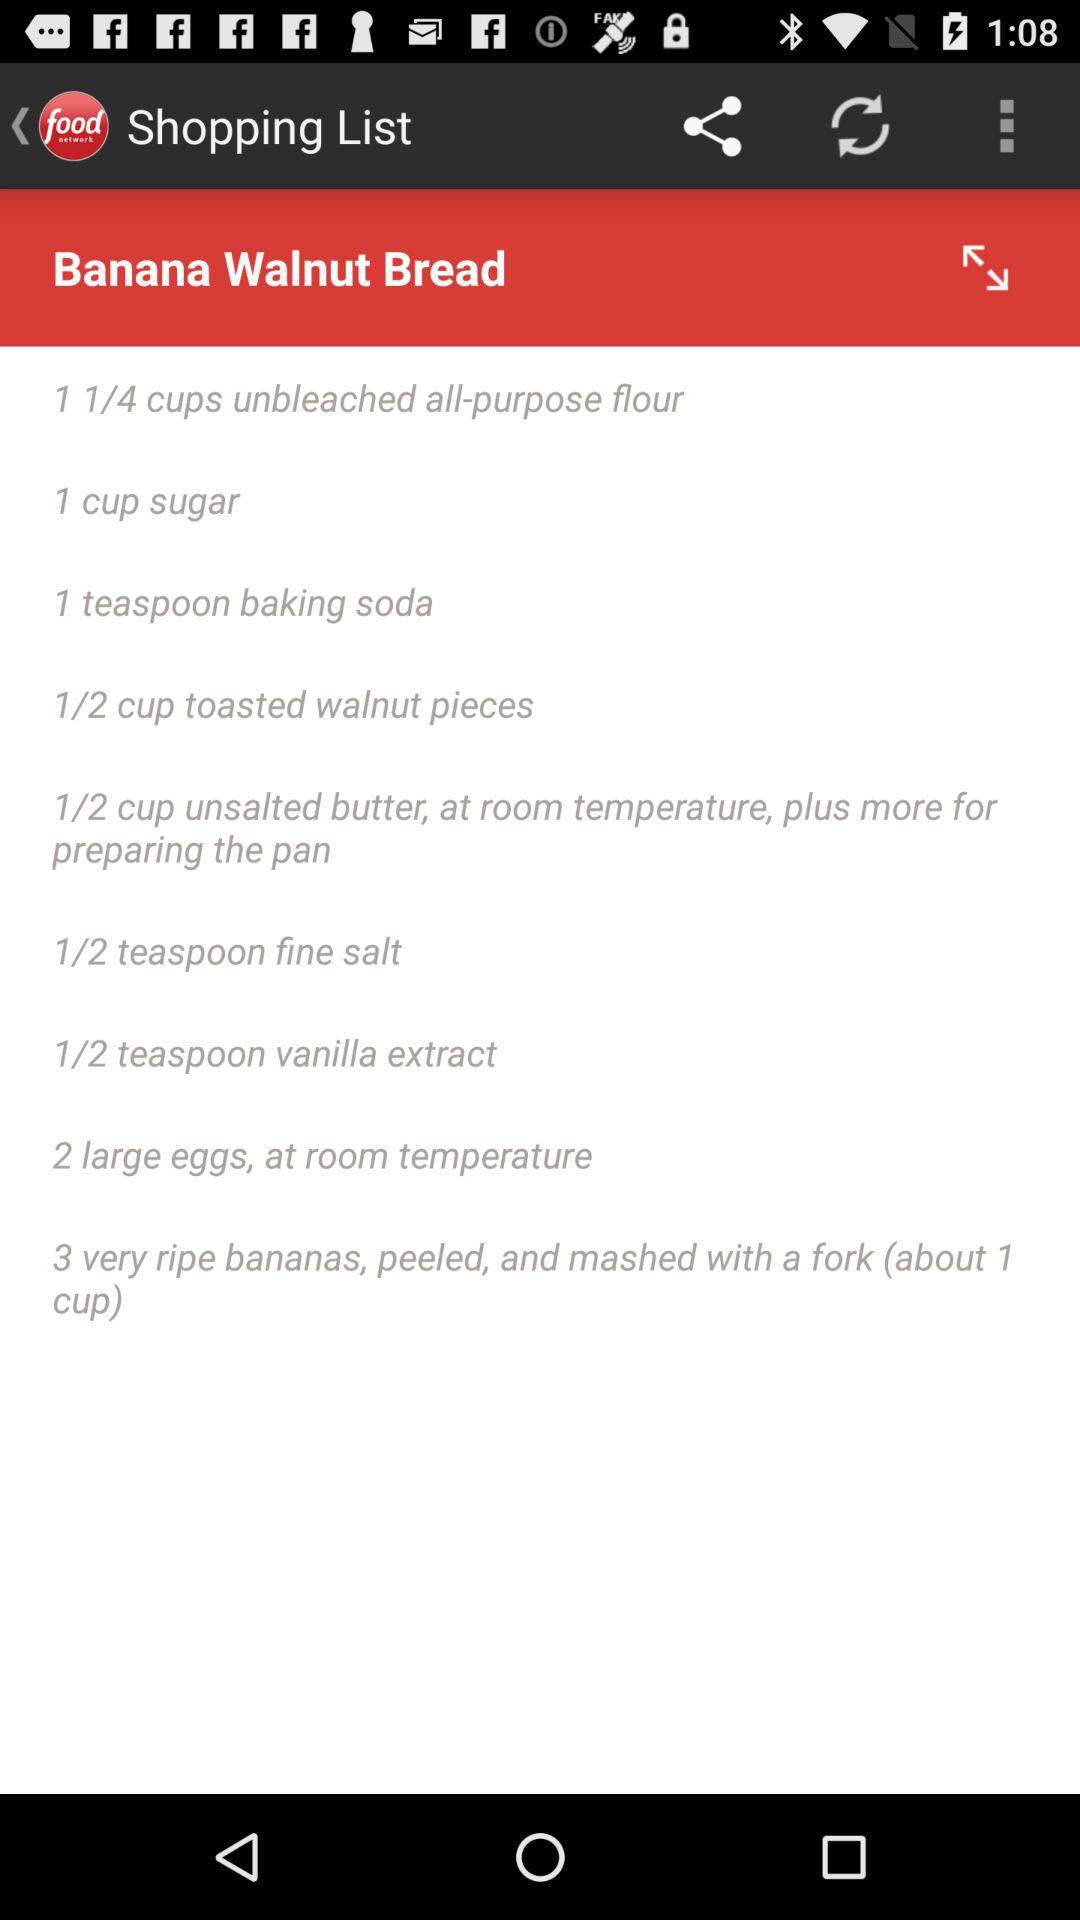 FAKE
1:08
food
network
Shopping List
Banana Walnut Bread
1 1/4 cups unbleached all-purpose flour
1 cup sugar
1 teaspoon baking soda
1/2 cup toasted walnut pieces
1/2 cup unsalted butter, at room temperature, plus more for
preparing the pan
1/2 teaspoon fine salt
1/2 teaspoon vanilla extract
2 large eggs, at room temperature
3 very ripe bananas, peeled, and mashed with a fork (about 1
cup)